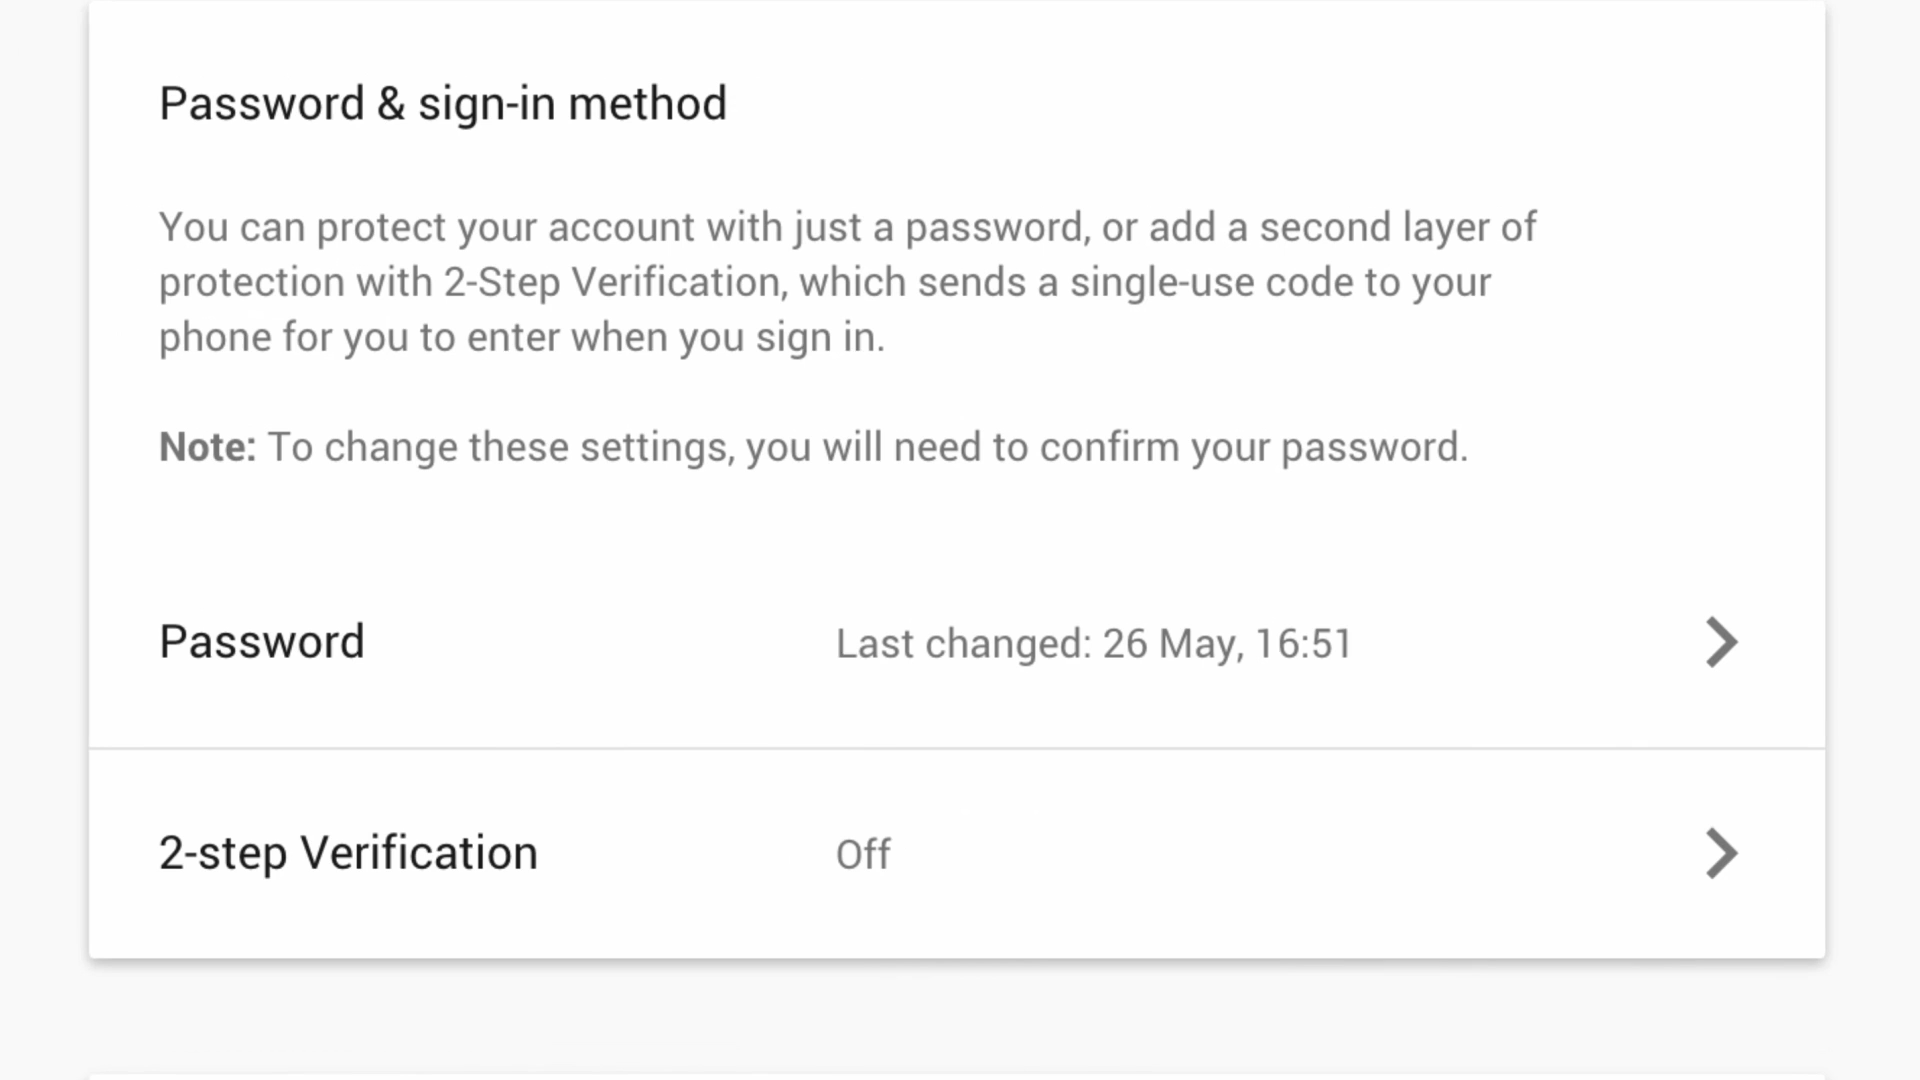 Password & sign-in method
You can protect your account with just a password, or add a second layer of
protection with 2-Step Verification, which sends a single-use code to your
phone for you to enter when you sign in.
Note: To change these settings, you will need to confirm your password.
Password Last changed: 26 May, 16:51
2-step Verification Off